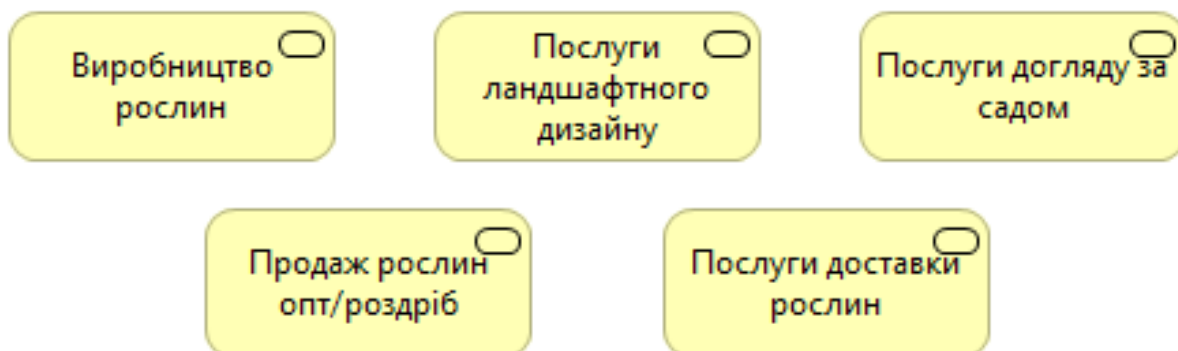 Виробництво
рослин
Послуги
ландшафтного
дизайну
Послуги догляду за
садом
Продаж рослин
опт/роздріб
Послуги доставки
рослин